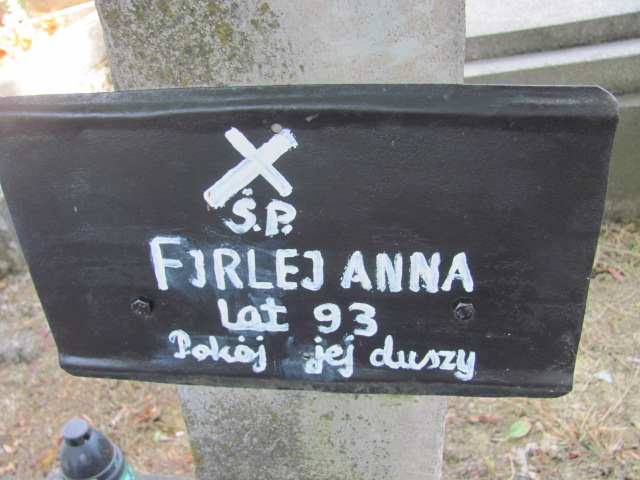 Ś.P.
FIRLEJ ANNA
Lat 93
Pokój jej duszy